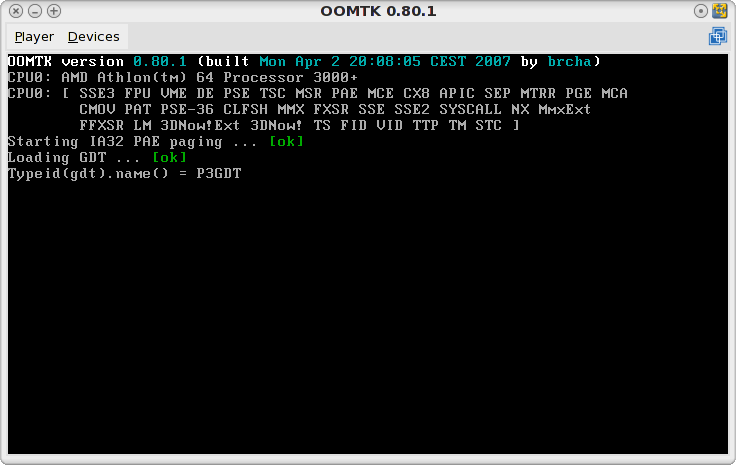 OOMTK 0.80.1
Player Devices
OOMTK version 0.80.1 (built Mon Apr 2 20:08:05 CEST 2007 by brcha)
CPU0: AMD Athlon(tm) 64 Processor 3000+
CPU0: [ SSE3 FPU VME DE PSE TSC MSR PAE MCE CX8 APIC SEP MTRR PGE MCA
CMOV PAT PSE-36 CLFSH MMX FXSR SSE SSE2 SYSCALL NX MmxExt
FFXSR LM 3DNow!Ext 3DNow! TS FID VID TTP TM STC ]
Starting IA32 PAE paging ... [ok]
Loading GDT ... [ok]
Typeid(gdt).name() = P3GDT